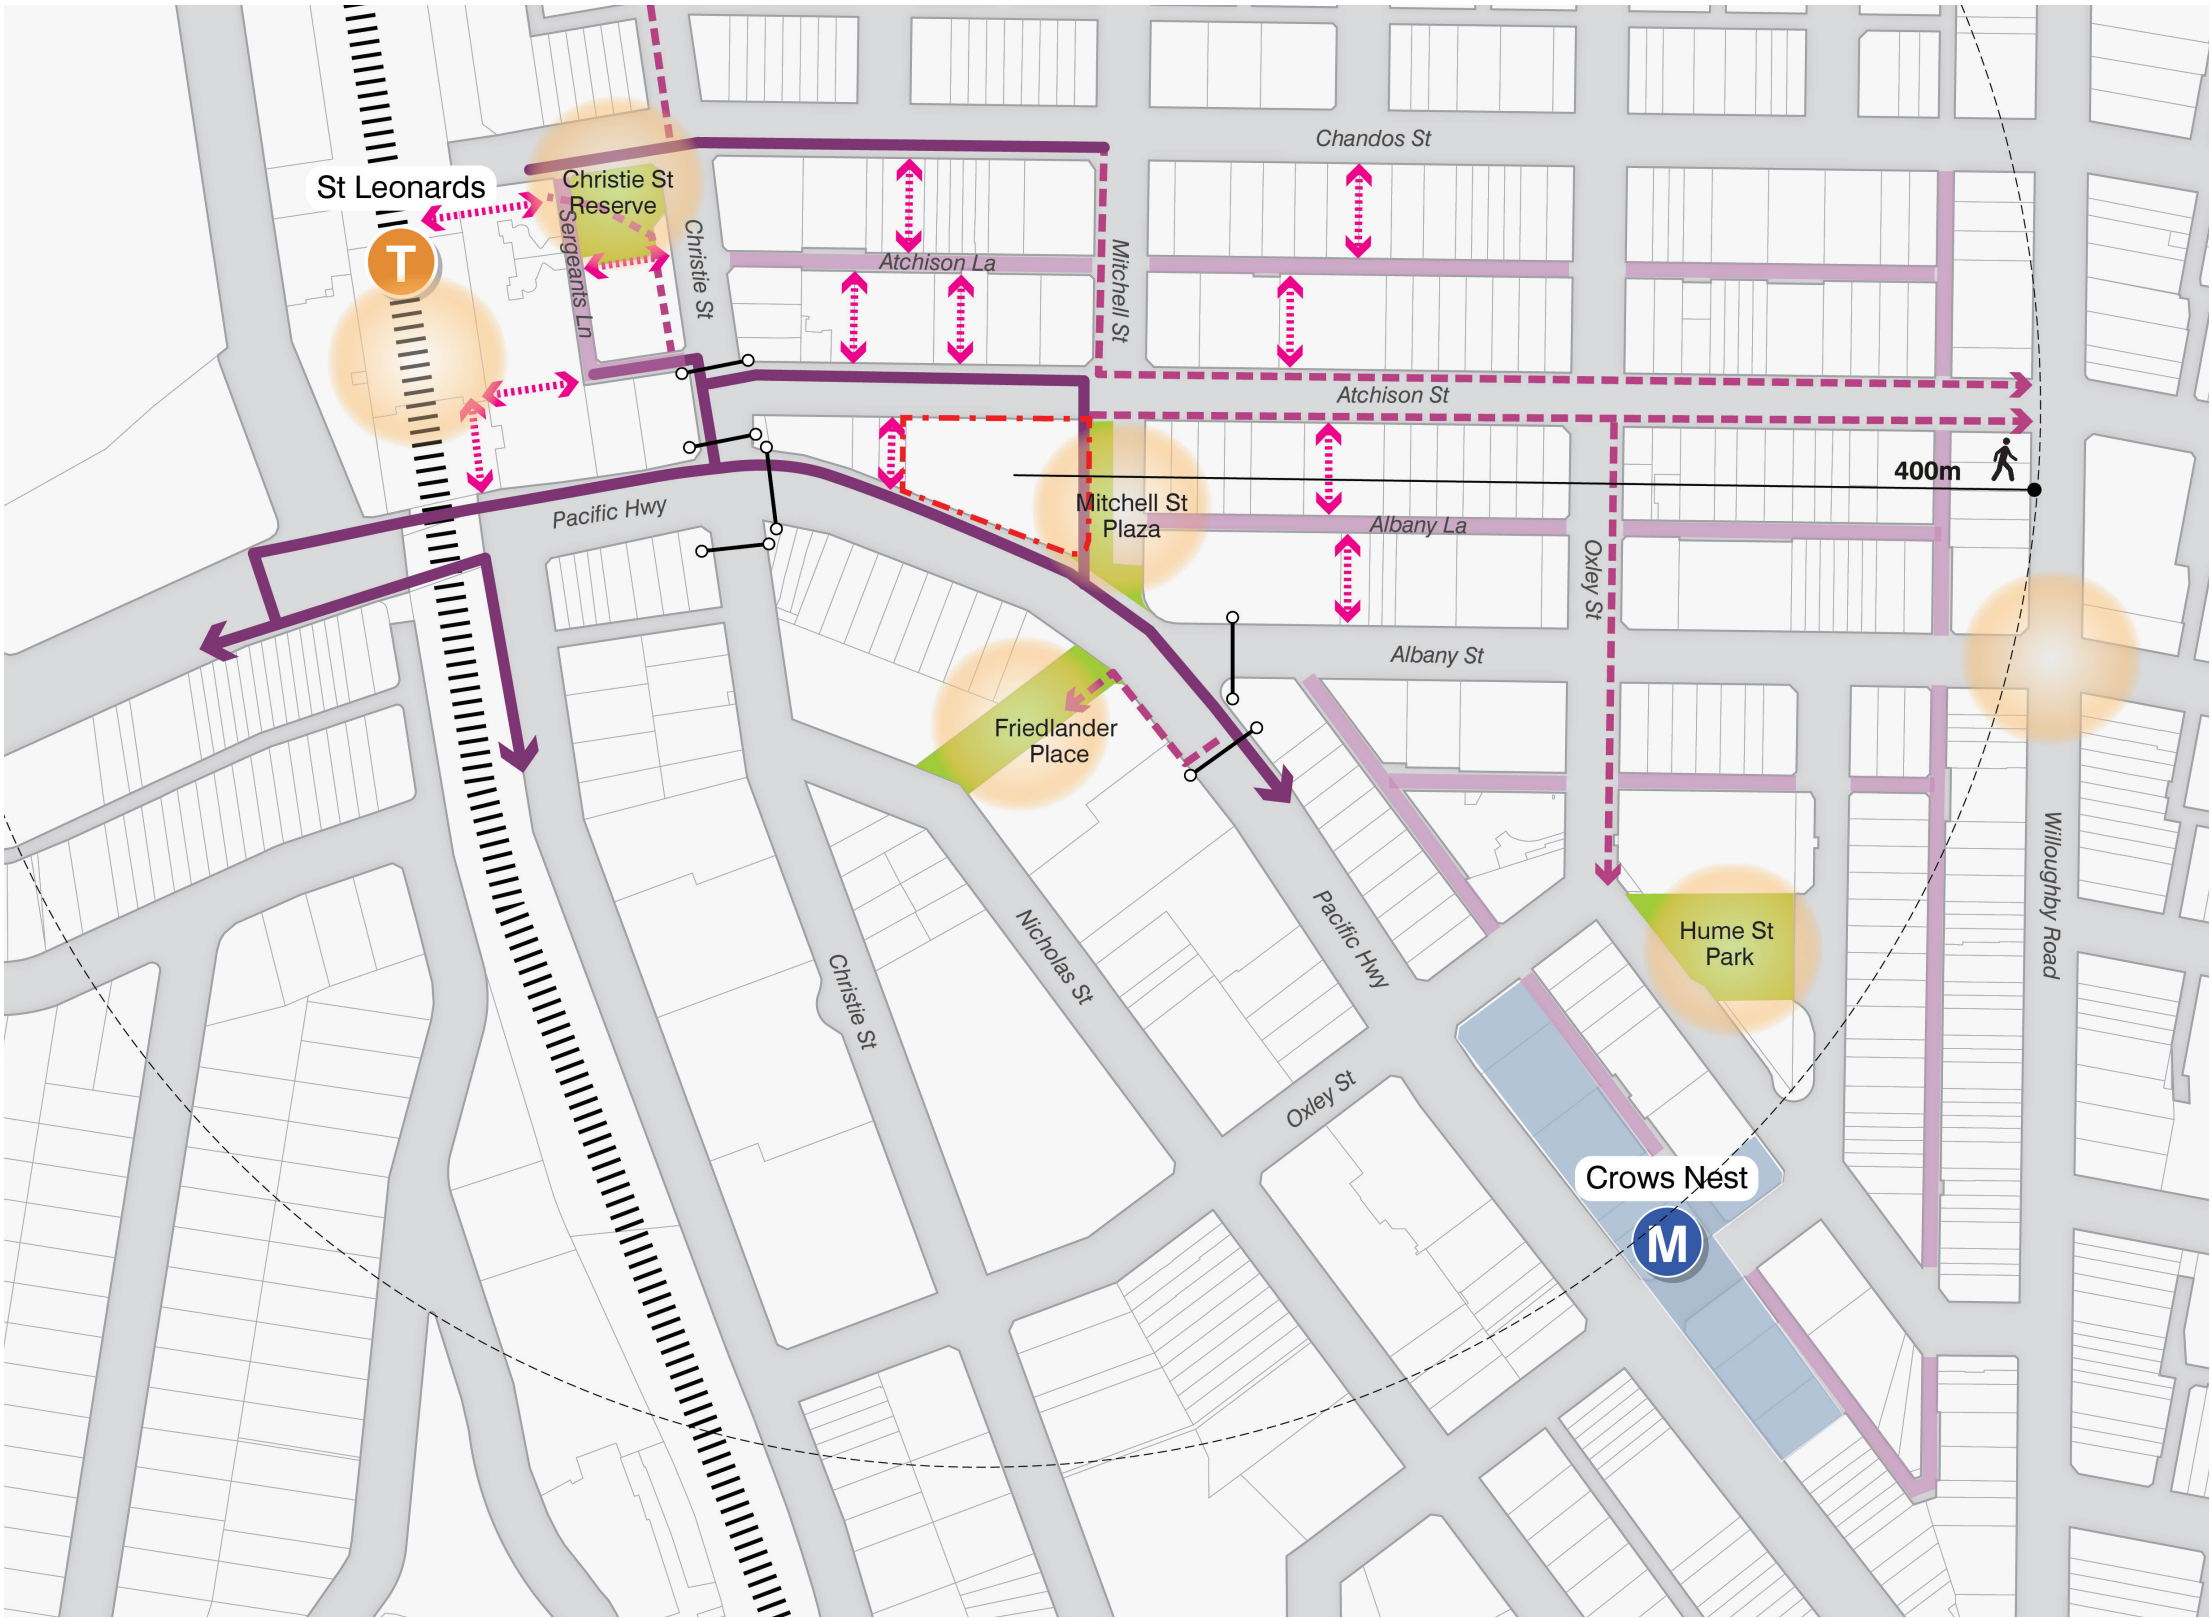 Chandos St
St Leonards
T
Christie St
Reserve
Sergeants Ln
Christie St
Atchison La
Mitchell St
Atchison St
400m
Pacific Hwy
Mitchell St
Plaza
Albany La
Oxley St
Albany St
Friedlander
Place
Willoughby Road
Pacific Hwy
Hume St
Park
Nicholas St
Christie St
Oxley St
Crows Nest
M